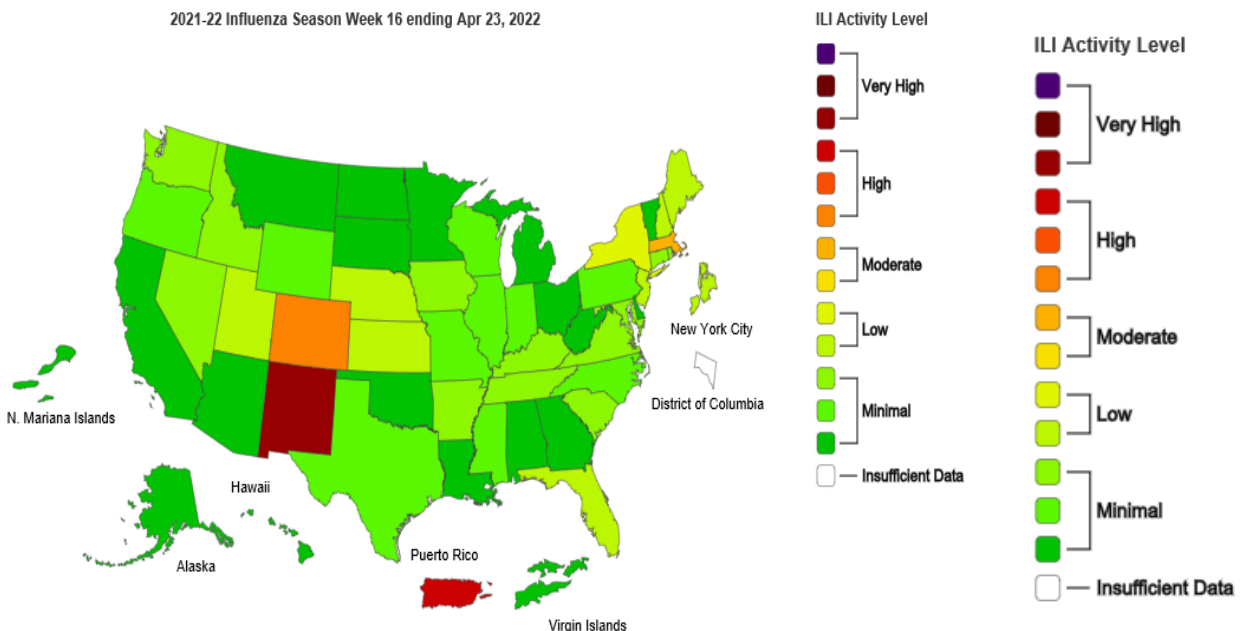 2021-22 Influenza Season Week 16 ending Apr 23, 2022
New York City
District of Columbia
N. Mariana Islands
Hawaii
Alaska
Puerto Rico
Virgin Islands
ILI Activity Level
Very High
High
Moderate
Low
Minimal
Insufficient Data
ILI Activity Level
Very High
High
Moderate
Low
Minimal
Insufficient Data